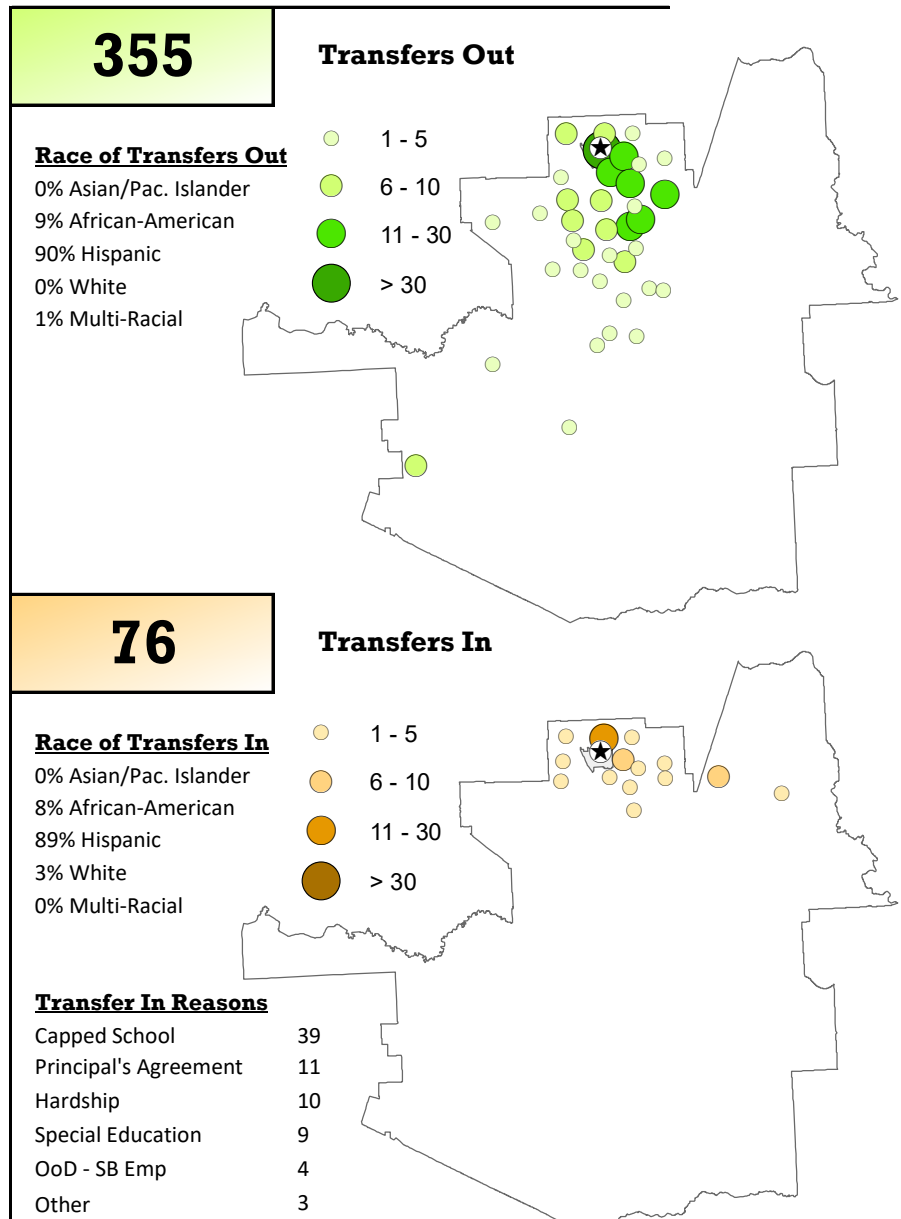 355
Transfers Out
Race of Transfers Out
0% Asian/Pac. Islander
9% African-American
90% Hispanic
0% White
1% Multi-Racial
1 - 5
6 - 10
11 - 30
> 30
76
Transfers In
Race of Transfers In
0% Asian/Pac. Islander
8% African-American
89% Hispanic
3% White
0% Multi-Racial
1 - 5
6 - 10
11 - 30
> 30
Transfer In Reasons
Capped School 39
Principal's Agreement 11
Hardship 10
Special Education 9
OoD - SB Emp 4
Other 3